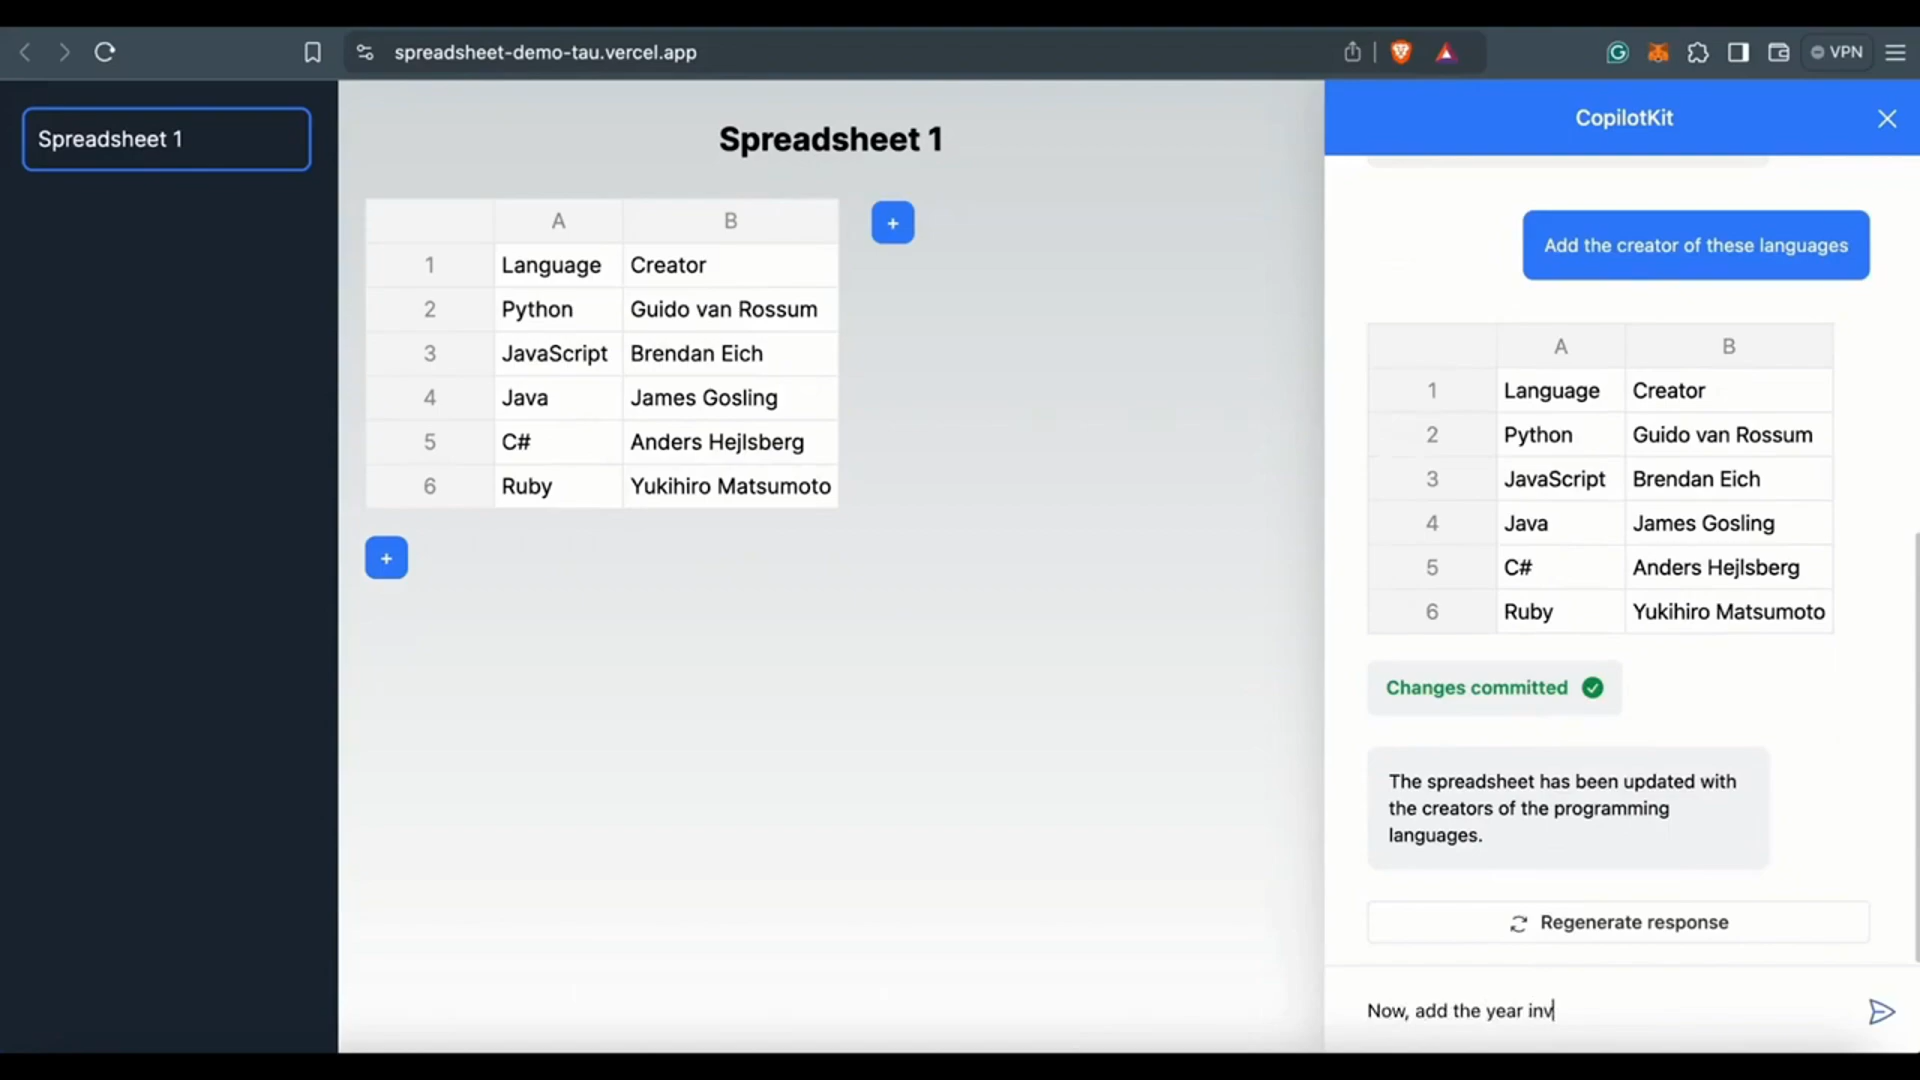 spreadsheet-demo-tau.vercel.app
VPN
Spreadsheet 1
Spreadsheet 1
A B
1 Language Creator
2 Python Guido van Rossum
3 JavaScript Brendan Eich
4 Java James Gosling
5 C# Anders Hejlsberg
6 Ruby Yukihiro Matsumoto
+
+
CopilotKit
Add the creator of these languages
A B
1 Language Creator
2 Python Guido van Rossum
3 JavaScript Brendan Eich
4 Java James Gosling
5 C# Anders Hejlsberg
6 Ruby Yukihiro Matsumoto
Changes committed
The spreadsheet has been updated with
the creators of the programming
languages.
Regenerate response
Now, add the year inv